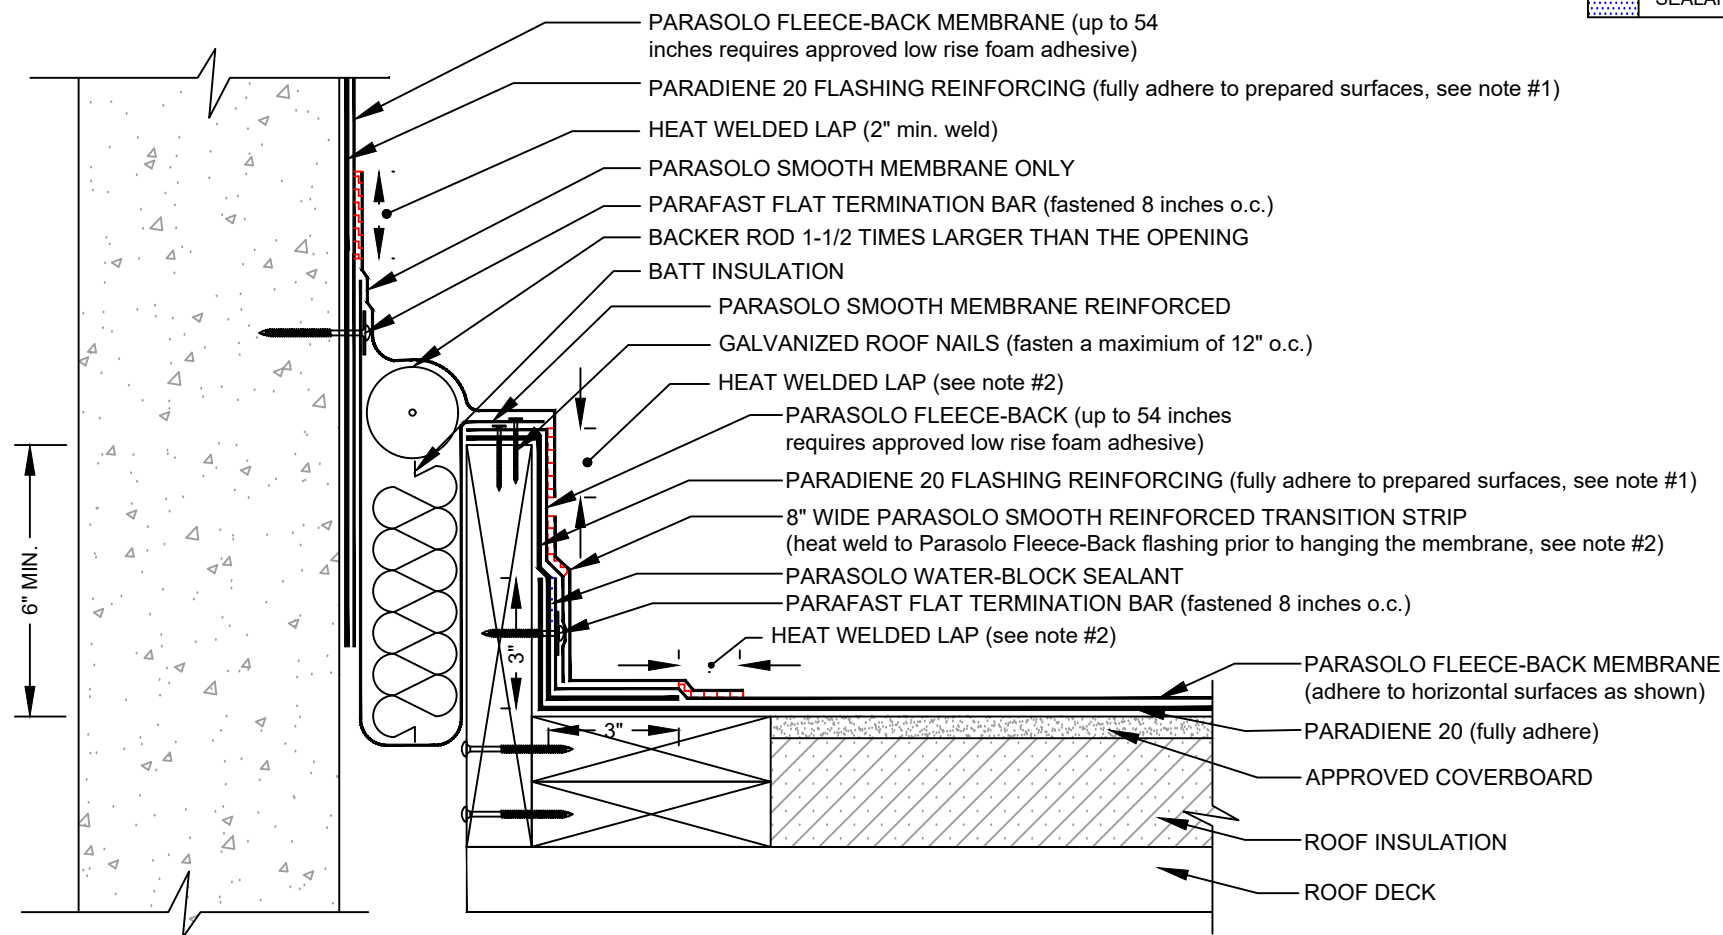 PARASOLO FLEECE-BACK MEMBRANE (up to 54
inches requires approved low rise foam adhesive)
PARADIENE 20 FLASHING REINFORCING (fully adhere to prepared surfaces, see note #1)
HEAT WELDED LAP (2" min. weld)
PARASOLO SMOOTH MEMBRANE ONLY
PARAFAST FLAT TERMINATION BAR (fastened 8 inches o.c.)
BACKER ROD 1-1/2 TIMES LARGER THAN THE OPENING
BATT INSULATION
PARASOLO SMOOTH MEMBRANE REINFORCED
GALVANIZED ROOF NAILS (fasten a maximium of 12" o.c.)
HEAT WELDED LAP (see note #2)
PARASOLO FLEECE-BACK (up to 54 inches
requires approved low rise foam adhesive)
PARADIENE 20 FLASHING REINFORCING (fully adhere to prepared surfaces, see note #1)
8" WIDE PARASOLO SMOOTH REINFORCED TRANSITION STRIP
(heat weld to Parasolo Fleece-Back flashing prior to hanging the membrane, see note #2)
PARASOLO WATER-BLOCK SEALANT
PARAFAST FLAT TERMINATION BAR (fastened 8 inches o.c.)
HEAT WELDED LAP (see note #2)
PARASOLO FLEECE-BACK MEMBRANE
(adhere to horizontal surfaces as shown)
PARADIENE 20 (fully adhere)
APPROVED COVERBOARD
ROOF INSULATION
ROOF DECK
6" MIN.
3"
3"